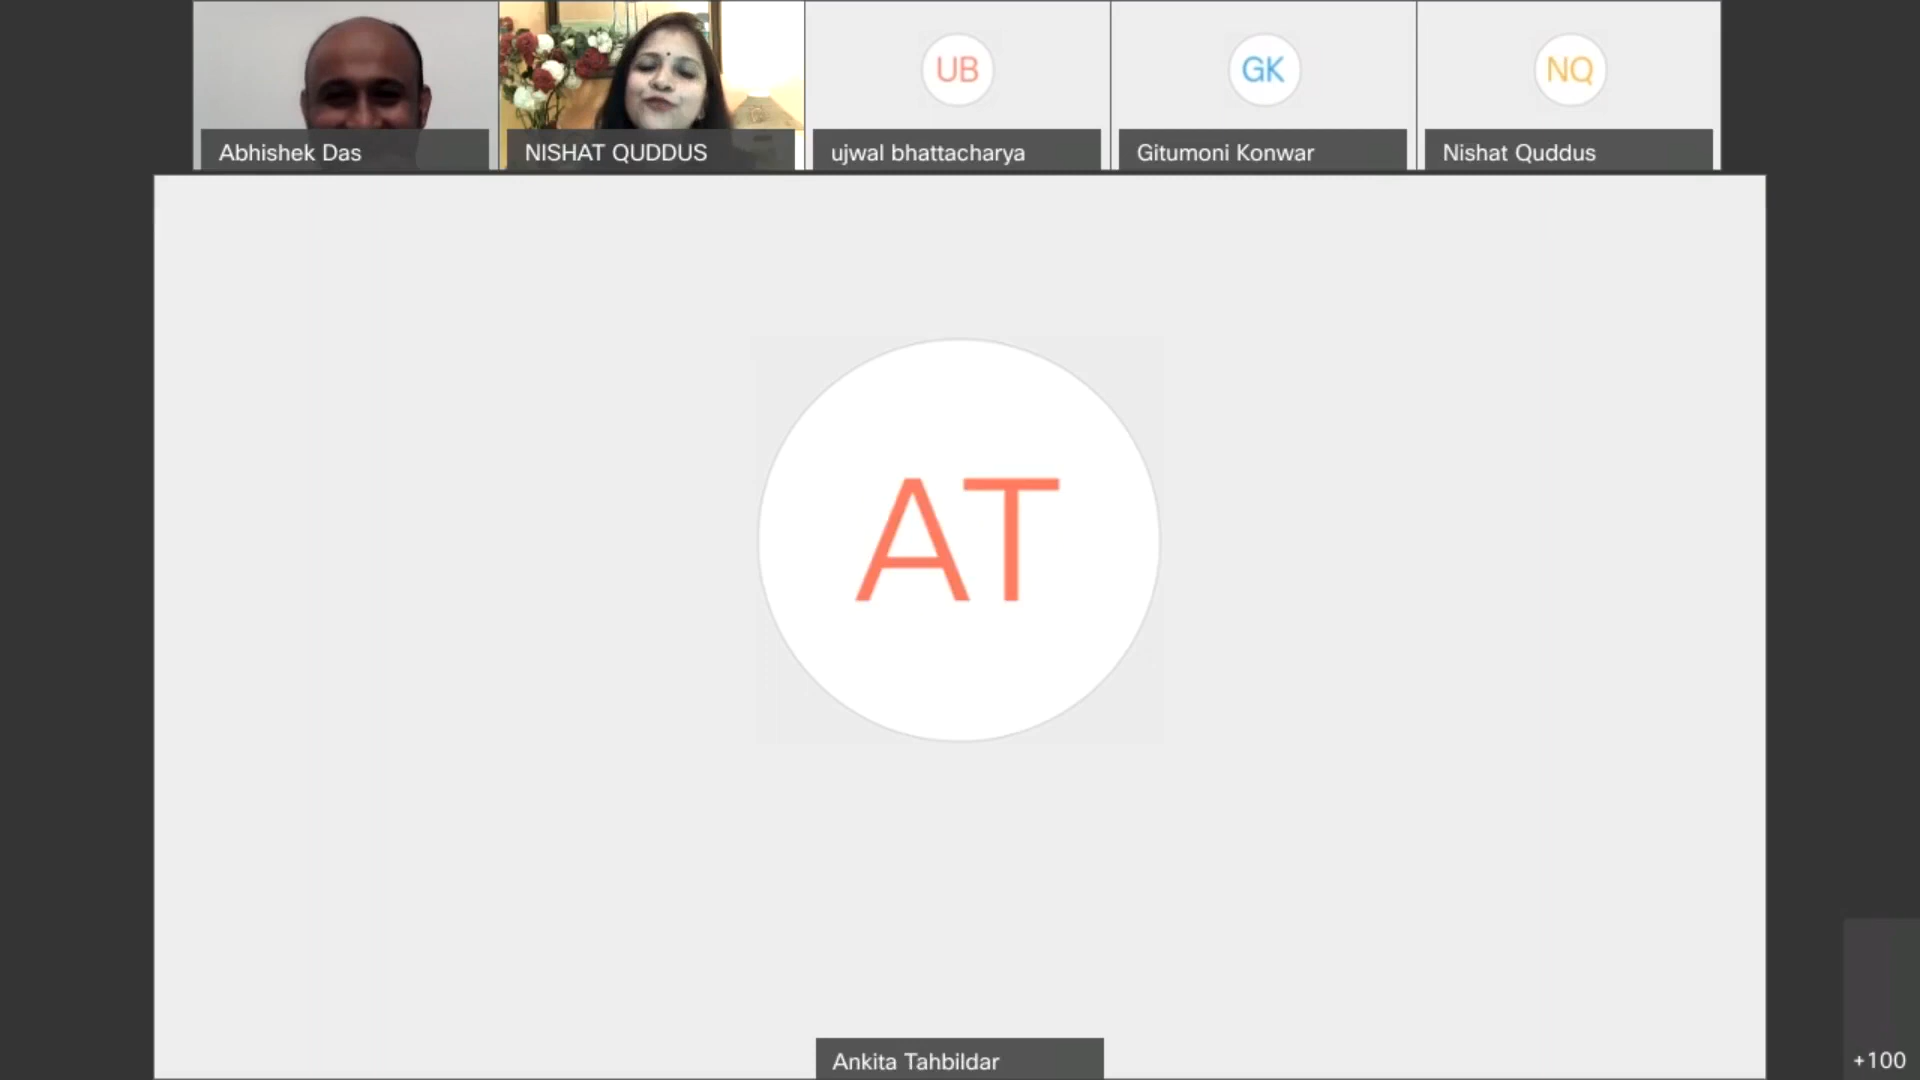 UB
GK
NQ
Abhishek Das
NISHAT QUDDUS
ujwal bhattacharya
Gitumoni Konwar
Nishat Quddus
AT
Ankita Tahbildar
+100